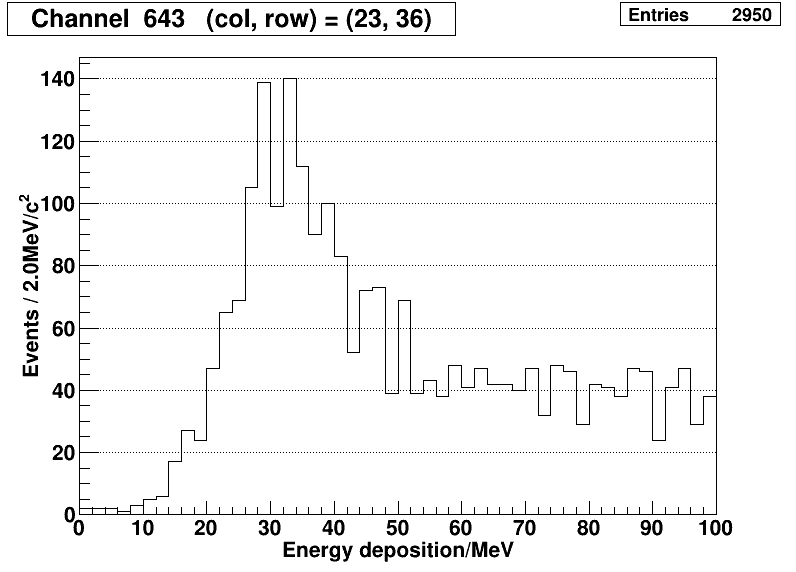 Channel 643 (col, row) = (23, 36)
Entries 2950
140
120
100
80
60
40
20
0
Events / 2.0MeV/c²
0 10 20 30 40 50 60 70 80 90 100
Energy deposition/MeV